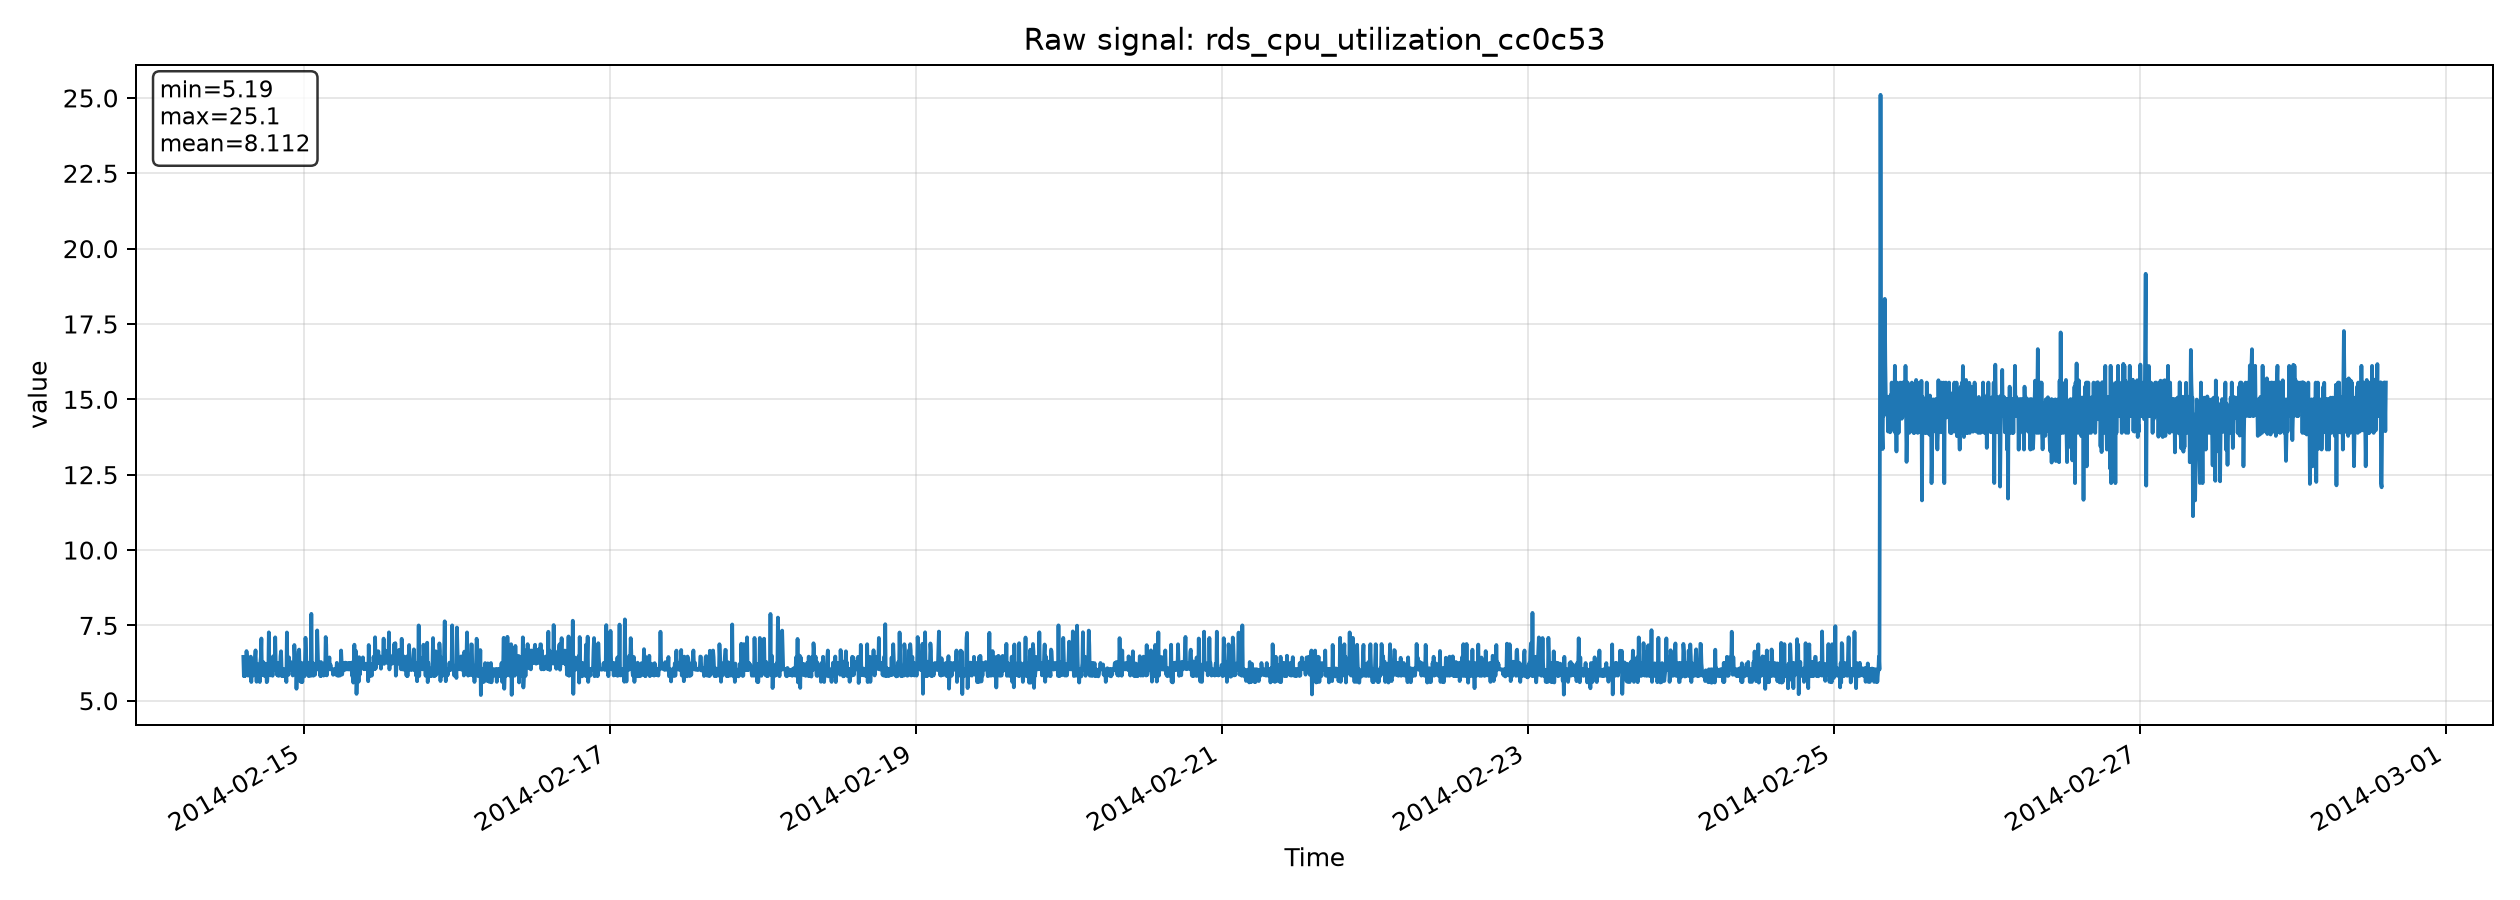 Raw signal: rds_cpu_utilization_cc0c53
min=5.19
max=25.1
mean=8.112
25.0
22.5
20.0
17.5
15.0
12.5
10.0
7.5
5.0
value
2014-02-15
2014-02-17
2014-02-19
2014-02-21
2014-02-23
2014-02-25
2014-02-27
2014-03-01
Time